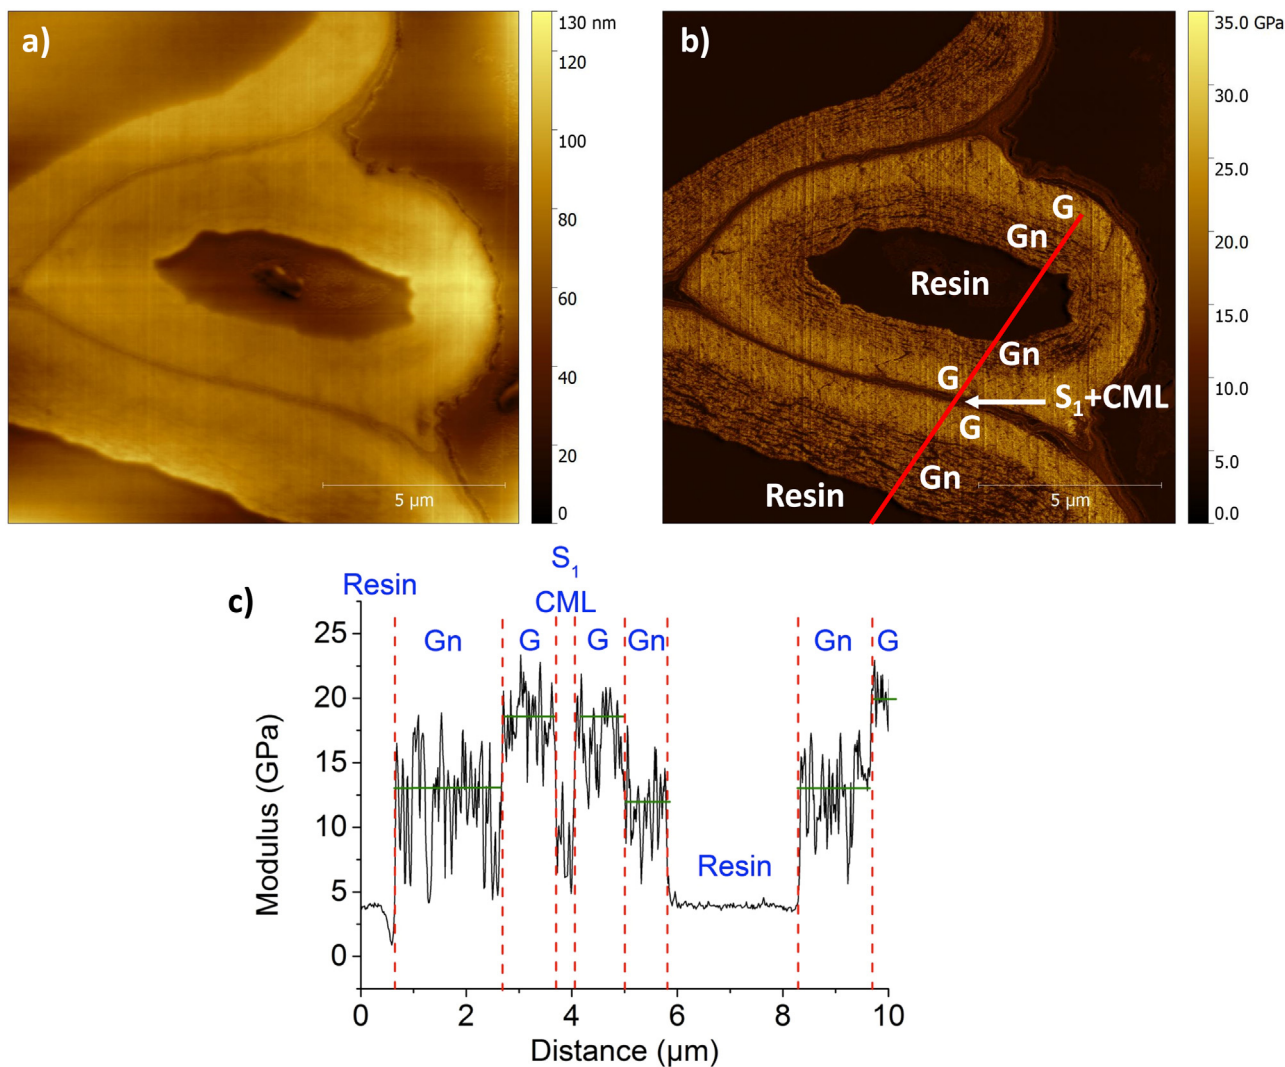 a)
130 nm
120
100
80
60
40
20
0
5 µm
b)
35.0 GPa
30.0
25.0
20.0
15.0
10.0
5.0
0.0
G
Gn
Resin
Gn
G
S₁+CML
G
Gn
Resin
5 µm
c)
Resin
S₁
CML
Gn
G
G
Gn
Gn
G
Resin
Modulus (GPa)
25
20
15
10
5
0
0
2
4
6
8
10
Distance (µm)